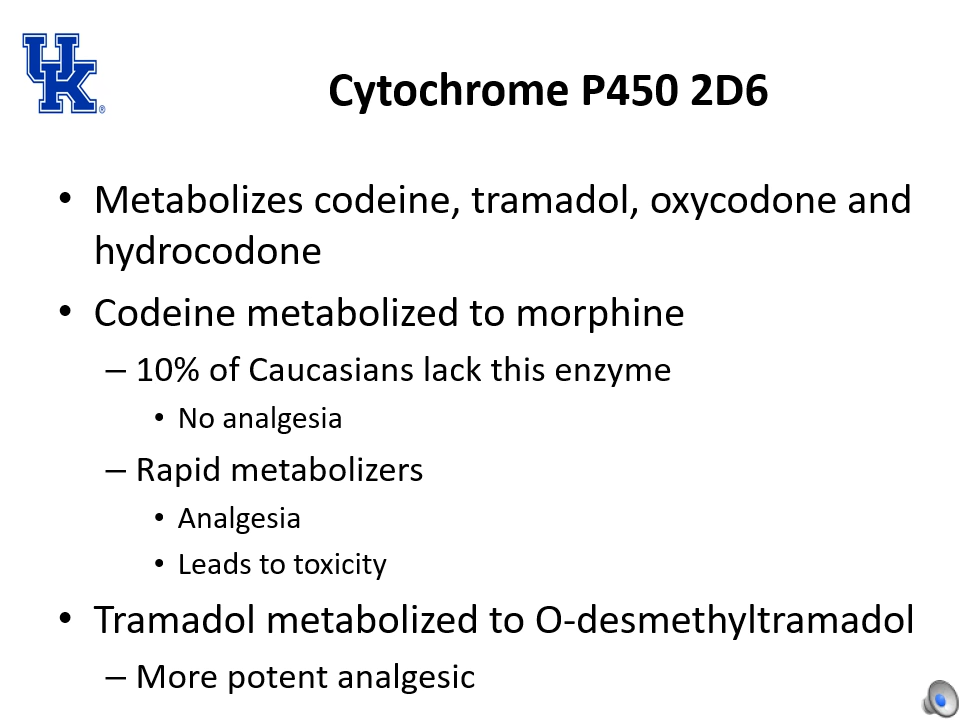 UK®
Cytochrome P450 2D6
• Metabolizes codeine, tramadol, oxycodone and
hydrocodone
• Codeine metabolized to morphine
– 10% of Caucasians lack this enzyme
• No analgesia
– Rapid metabolizers
• Analgesia
• Leads to toxicity
• Tramadol metabolized to O-desmethyltramadol
– More potent analgesic